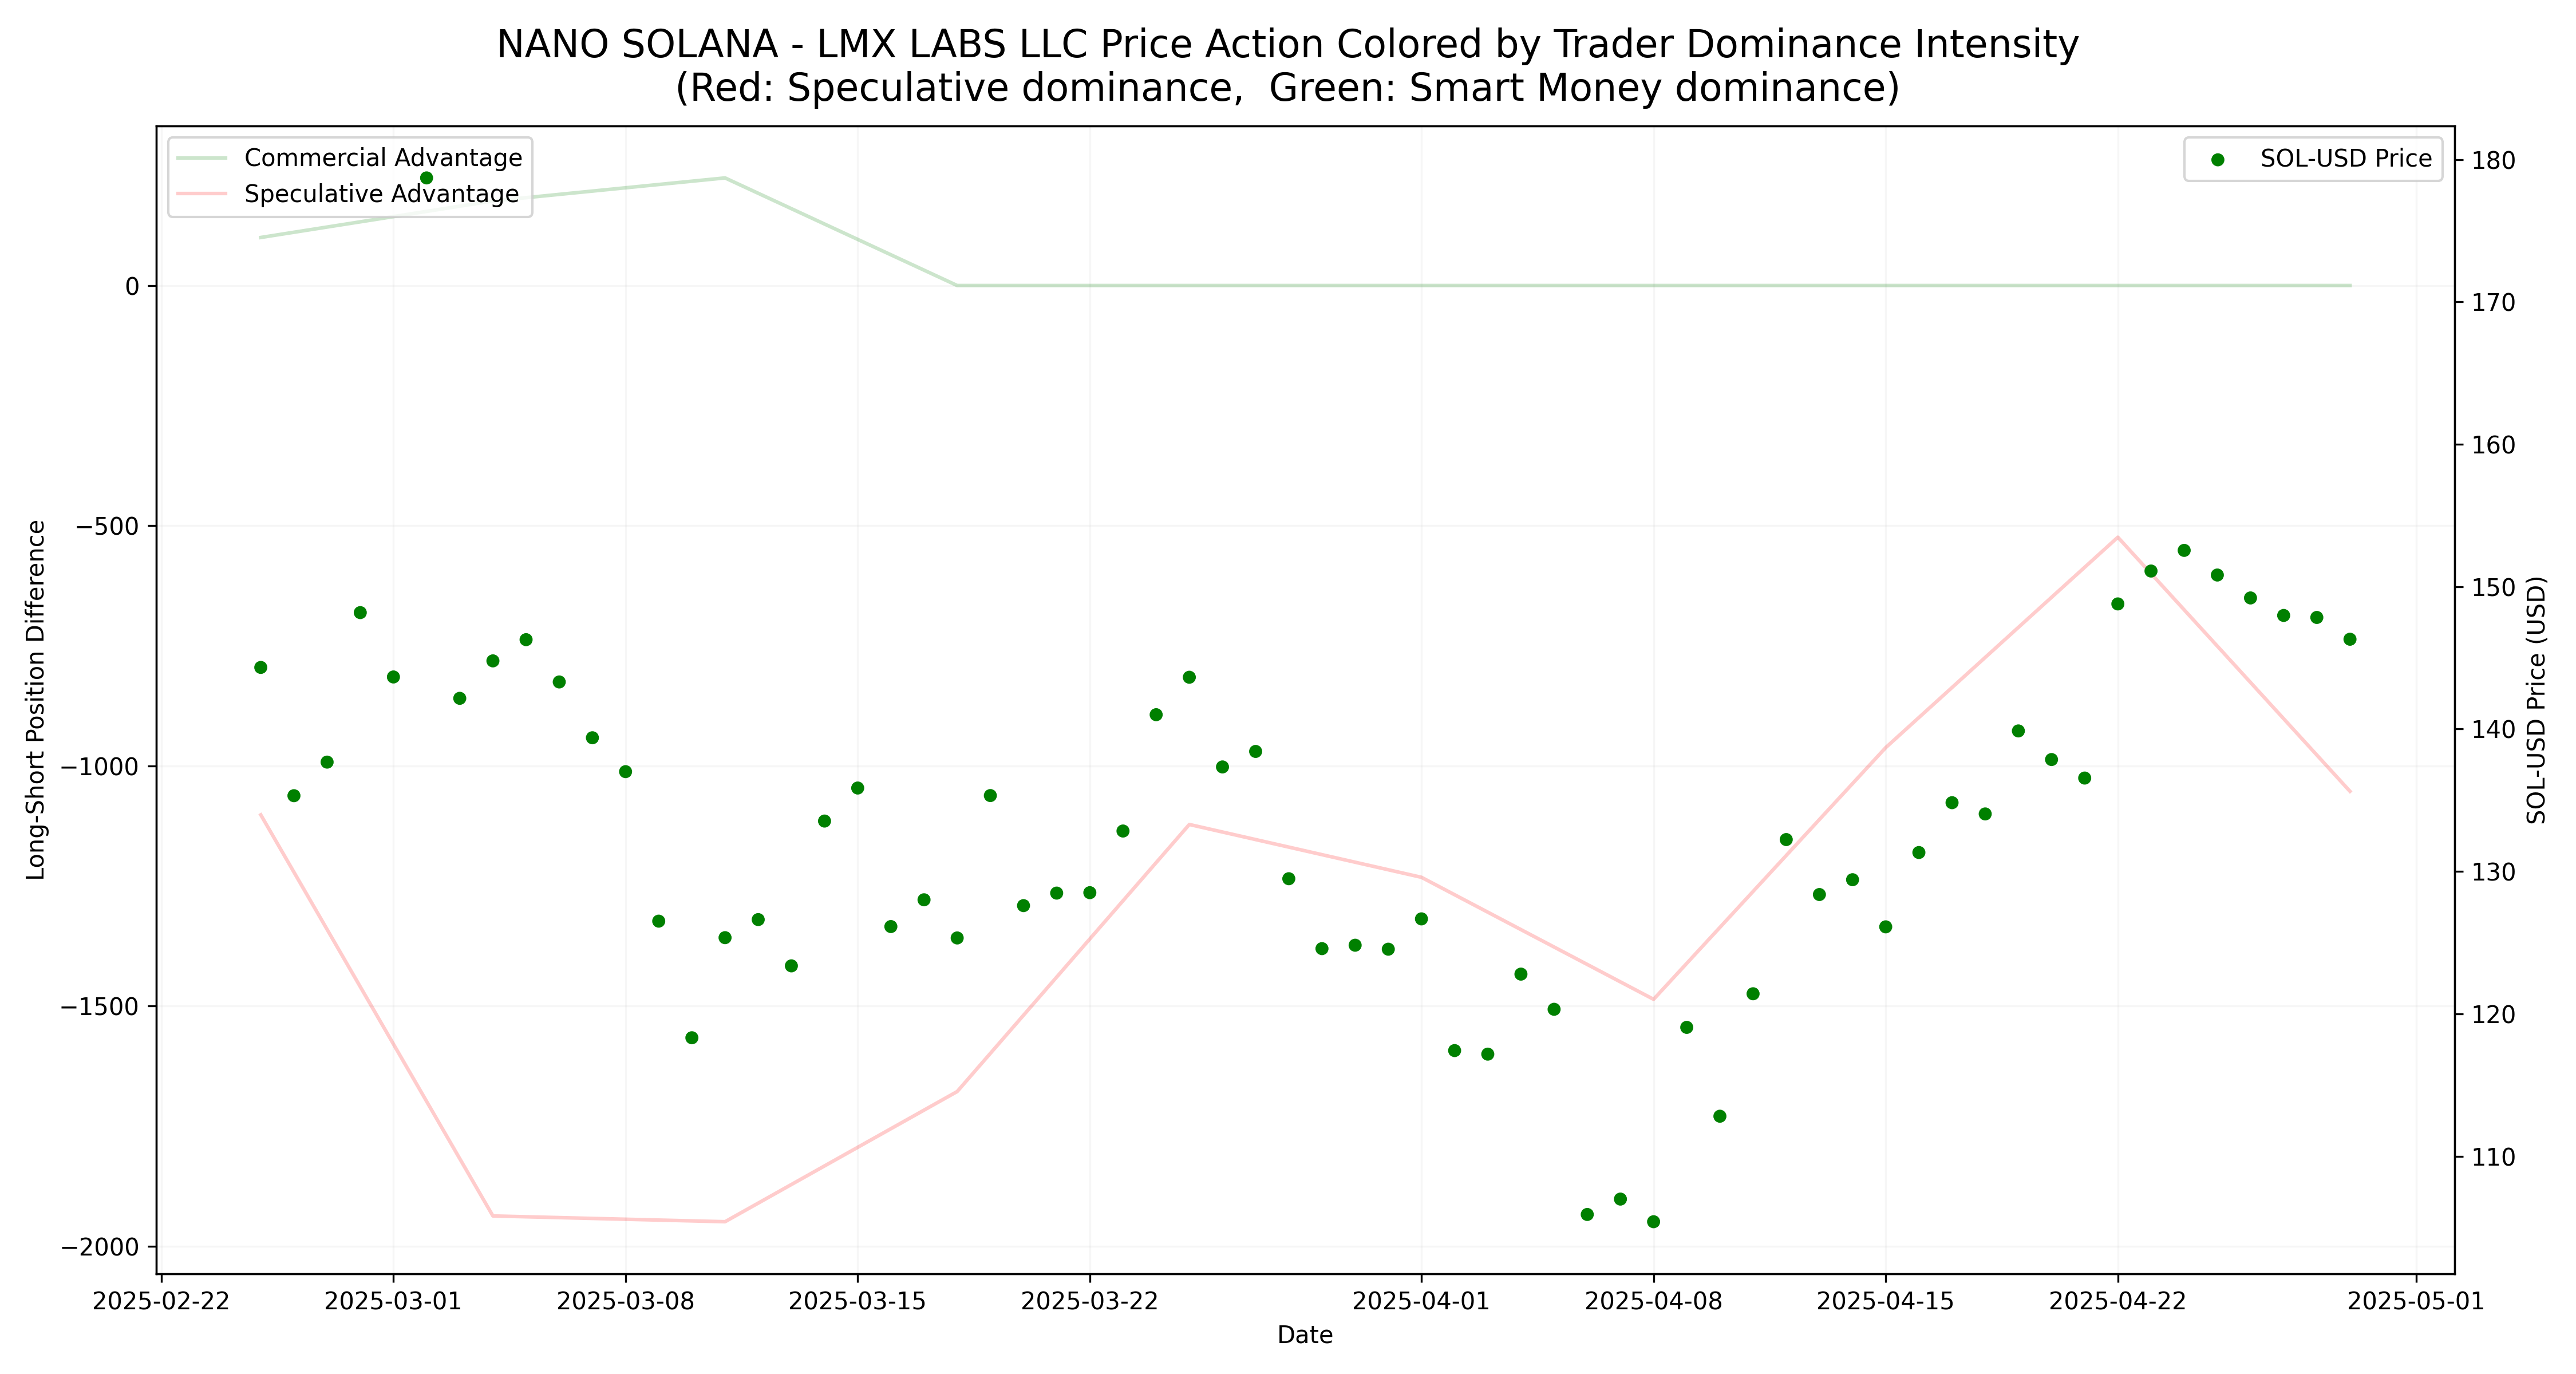 NANO SOLANA - LMX LABS LLC Price Action Colored by Trader Dominance Intensity
(Red: Speculative dominance,  Green: Smart Money dominance)
Commercial Advantage
Speculative Advantage
SOL-USD Price
Long-Short Position Difference
0
−500
−1000
−1500
−2000
SOL-USD Price (USD)
180
170
160
150
140
130
120
110
2025-02-22
2025-03-01
2025-03-08
2025-03-15
2025-03-22
2025-04-01
2025-04-08
2025-04-15
2025-04-22
2025-05-01
Date